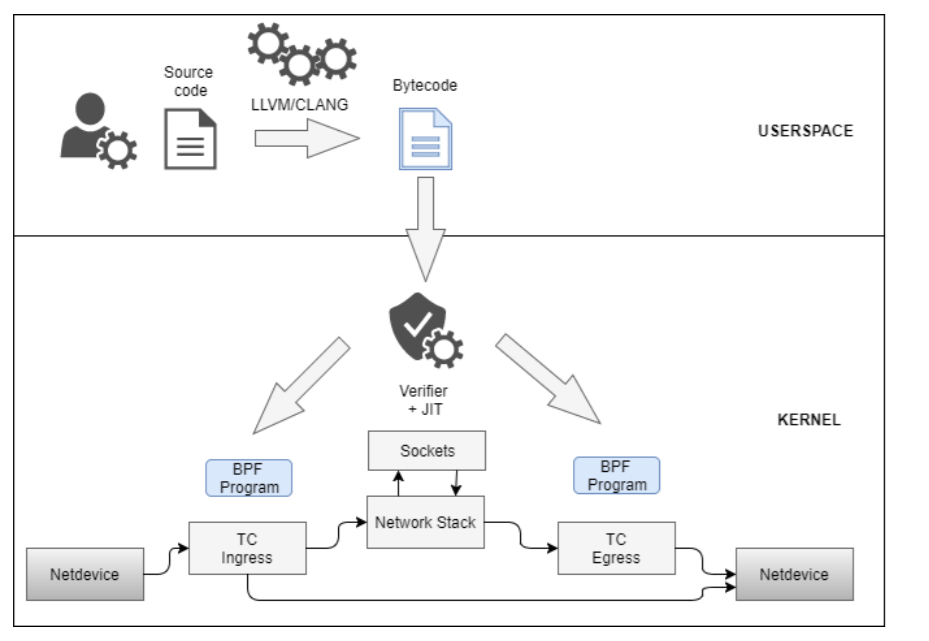 Source
code
LLVM/CLANG
Bytecode
USERSPACE
Verifier
+ JIT
KERNEL
Sockets
BPF
Program
BPF
Program
Network Stack
TC
Ingress
TC
Egress
Netdevice
Netdevice